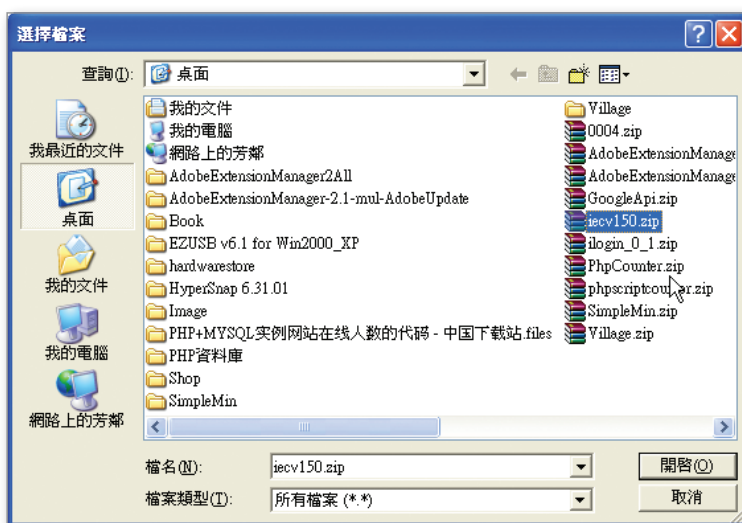 選擇檔案
查詢(I):
桌面
我最近的文件
桌面
我的文件
我的電腦
網路上的芳鄰
我的文件
我的電腦
網路上的芳鄰
AdobeExtensionManager2All
AdobeExtensionManager-2.1-mul-AdobeUpdate
Book
EZUSB v6.1 for Win2000_XP
hardwarestore
HyperSnap 6.31.01
Image
PHP+MYSQL实例网站在线人数的代码 - 中国下载站.files
PHP資料庫
Shop
SimpleMin
Village
0004.zip
AdobeExtensionManage
AdobeExtensionManage
GoogleApi.zip
iecv150.zip
ilogin_0_1.zip
PhpCounter.zip
phpscriptcounter.zip
SimpleMin.zip
Village.zip
檔名(N):
iecv150.zip
開啓(O)
檔案類型(T):
所有檔案 (*.*)
取消